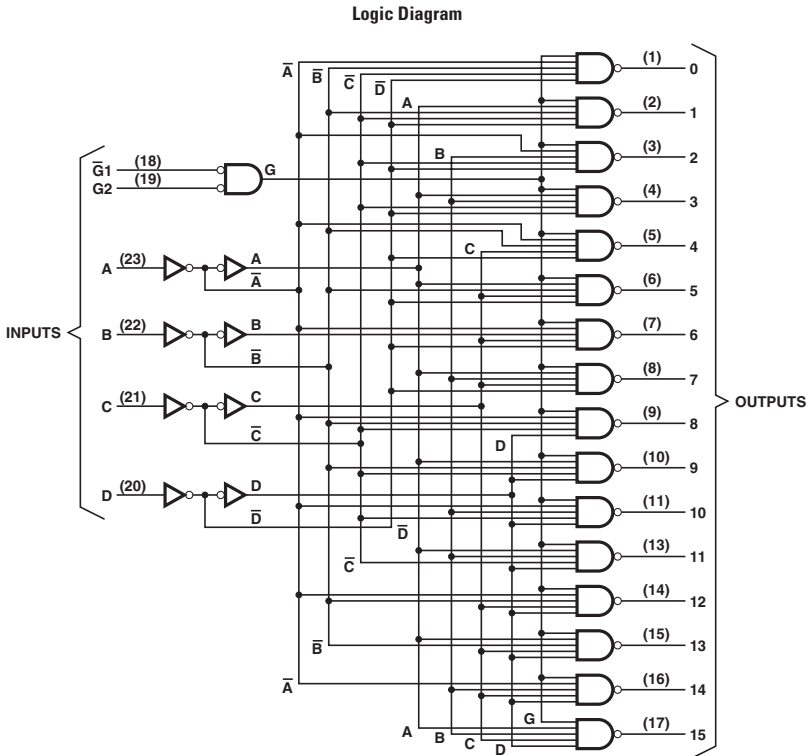 Logic Diagram
A̅
B̅
C̅
D̅
A
B
C
(1) 0
(2) 1
(3) 2
(4) 3
(5) 4
(6) 5
(7) 6
(8) 7
(9) 8
D
(10) 9
(11) 10
(13) 11
(14) 12
(15) 13
(16) 14
(17) 15
G̅1 (18)
G2 (19)
G
A (23) A
A̅
B (22) B
B̅
C (21) C
C̅
D (20) D
D̅
D̅
C̅
B̅
A̅
G
A
B
C
D
INPUTS
OUTPUTS